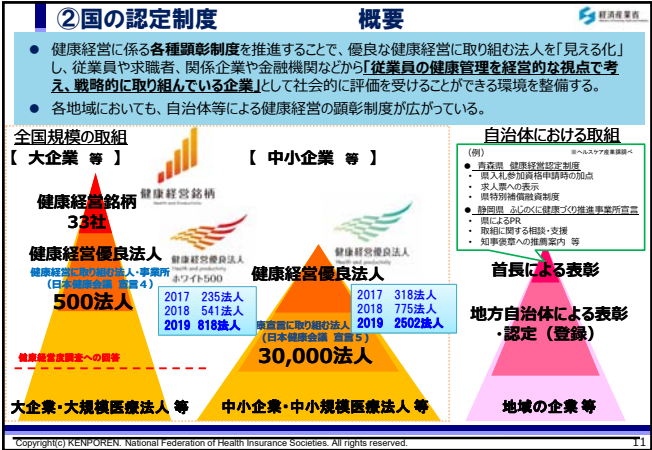 ②国の認定制度 概要
経済産業省
● 健康経営に係る各種顕彰制度を推進することで、優良な健康経営に取り組む法人を「見える化」
し、従業員や求職者、関係企業や金融機関などから「従業員の健康管理を経営的な視点で考
え、戦略的に取り組んでいる企業」として社会的に評価を受けることができる環境を整備する。
● 各地域においても、自治体等による健康経営の顕彰制度が広がっている。
全国規模の取組
【 大企業 等 】
健康経営銘柄
Health and Productivity
健康経営銘柄
33社
健康経営優良法人
Health and productivity
ホワイト500
健康経営優良法人
健康経営に取り組む法人・事業所
(日本健康会議 宣言4)
500法人
2017 235法人
2018 541法人
2019 818法人
健康経営度調査への回答
大企業・大規模医療法人 等
【 中小企業 等 】
健康経営優良法人
Health and productivity
健康経営優良法人
2017 318法人
2018 775法人
2019 2502法人
康宣言に取り組む法人
(日本健康会議 宣言5)
30,000法人
中小企業・中小規模医療法人 等
自治体における取組
(例) ※ヘルスケア産業課調べ
● 青森県 健康経営認定制度
・ 県入札参加資格申請時の加点
・ 求人票への表示
・ 県特別補償融資制度
● 静岡県 ふじのくに健康づくり推進事業所宣言
・ 県によるPR
・ 取組に関する相談・支援
・ 知事褒章への推薦案内 等
首長による表彰
地方自治体による表彰
・認定(登録)
地域の企業 等
Copyright(c) KENPOREN. National Federation of Health Insurance Societies. All rights reserved.
11